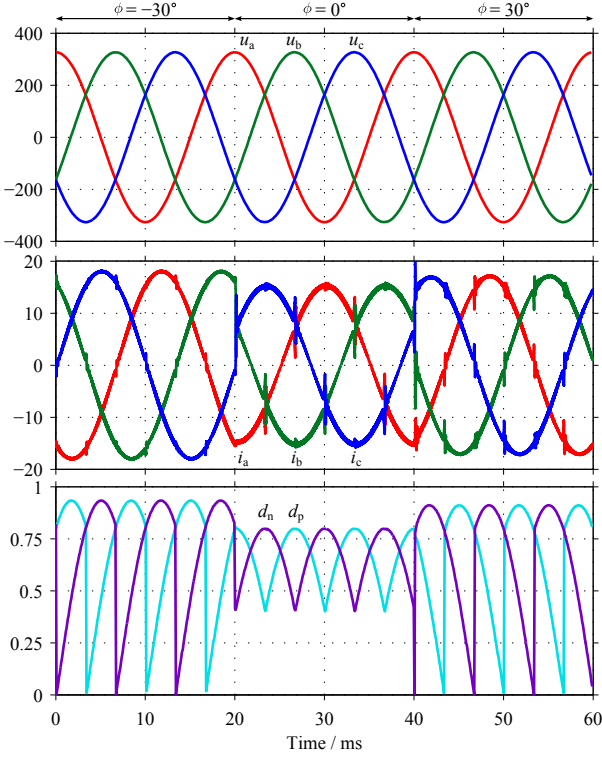 ϕ = −30° ϕ = 0° ϕ = 30°
400
u_a u_b u_c
200
0
−200
−400
20
10
0
−10
i_a i_b i_c
−20
1
d_n d_p
0.75
0.5
0.25
0
0 10 20 30 40 50 60
Time / ms